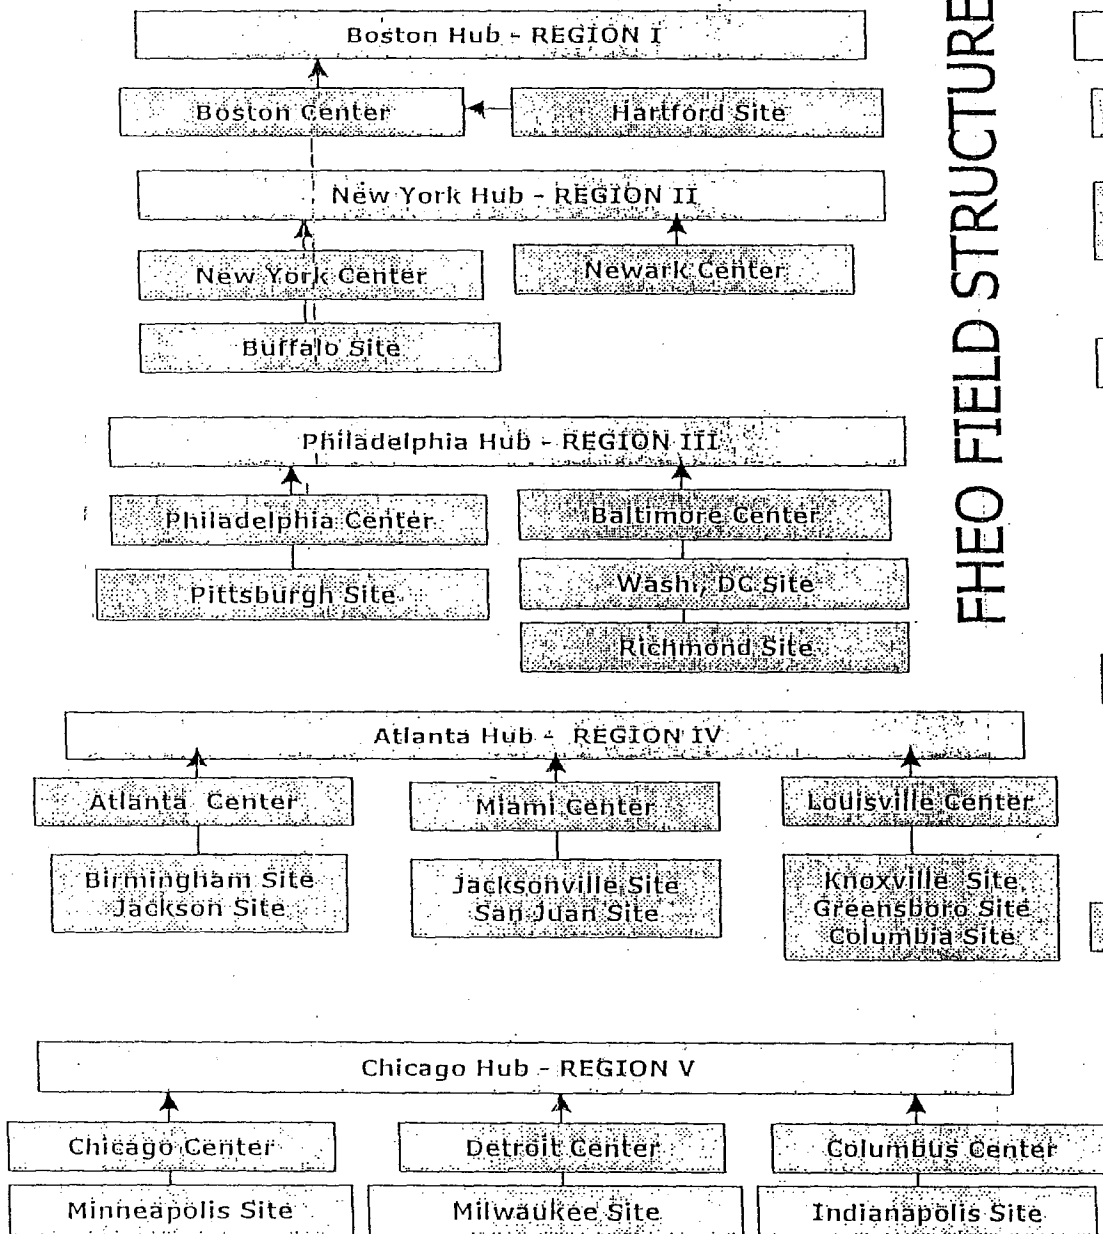 Boston Hub - REGION I
Boston Center
Hartford Site
New York Hub - REGION II
New York Center
Newark Center
Buffalo Site
FHEO FIELD STRUCTURE
Philadelphia Hub - REGION III
Philadelphia Center
Baltimore Center
Pittsburgh Site
Wash, DC Site
Richmond Site
Atlanta Hub - REGION IV
Atlanta Center
Miami Center
Louisville Center
Birmingham Site
Jackson Site
Jacksonville Site
San Juan Site
Knoxville Site
Greensboro Site
Columbia Site
Chicago Hub - REGION V
Chicago Center
Detroit Center
Columbus Center
Minneapolis Site
Milwaukee Site
Indianapolis Site